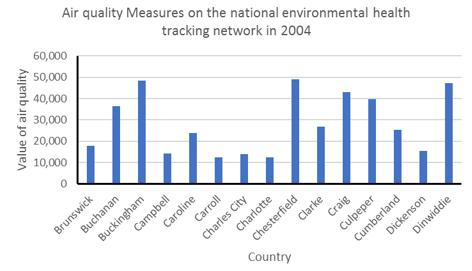 Air quality Measures on the national environmental health
tracking network in 2004
Value of air quality
60,000
50,000
40,000
30,000
20,000
10,000
0
Brunswick
Buchanan
Buckingham
Campbell
Caroline
Carroll
Charles City
Charlotte
Chesterfield
Clarke
Craig
Culpeper
Cumberland
Dickenson
Dinwiddie
Country